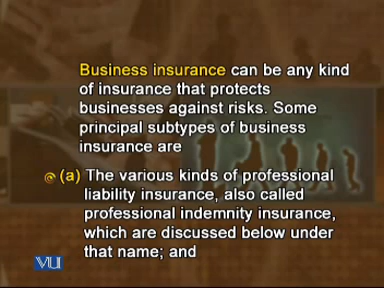 Business insurance can be any kind
of insurance that protects
businesses against risks. Some
principal subtypes of business
insurance are
(a) The various kinds of professional
liability insurance, also called
professional indemnity insurance,
which are discussed below under
that name; and
VU